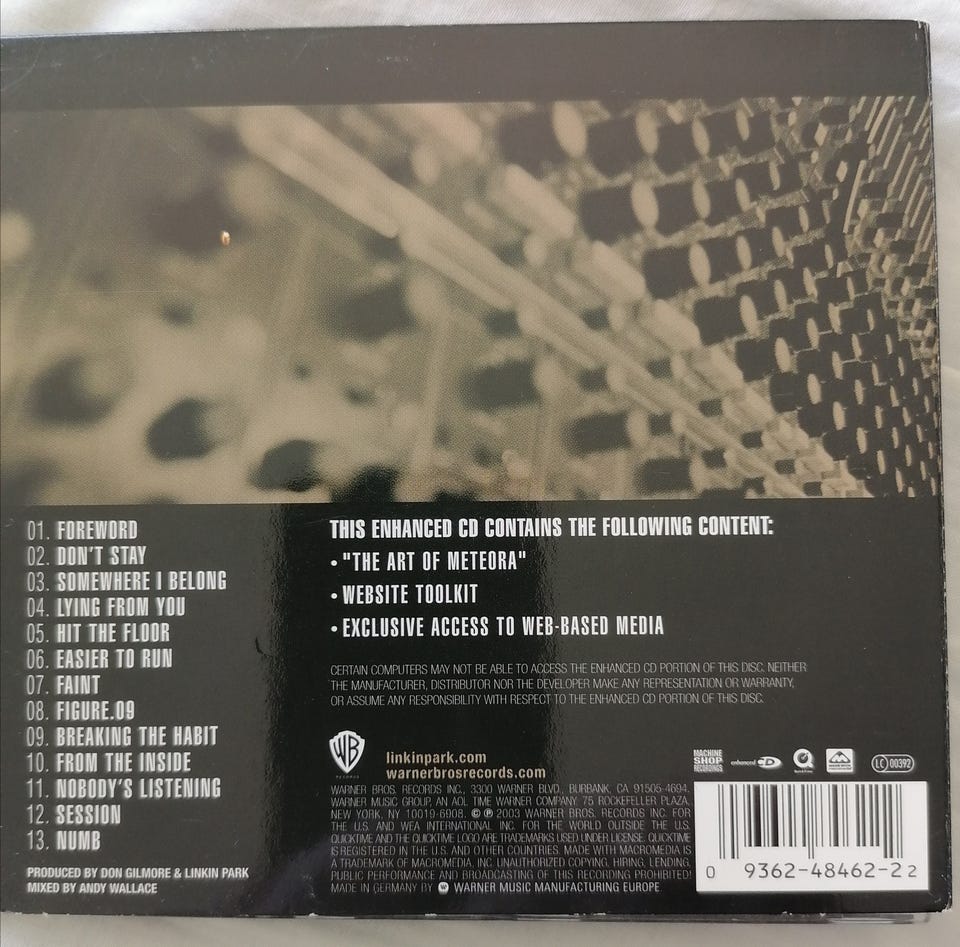 01. FOREWORD
02. DON'T STAY
03. SOMEWHERE I BELONG
04. LYING FROM YOU
05. HIT THE FLOOR
06. EASIER TO RUN
07. FAINT
08. FIGURE.09
09. BREAKING THE HABIT
10. FROM THE INSIDE
11. NOBODY'S LISTENING
12. SESSION
13. NUMB
PRODUCED BY DON GILMORE & LINKIN PARK
MIXED BY ANDY WALLACE
THIS ENHANCED CD CONTAINS THE FOLLOWING CONTENT:
• "THE ART OF METEORA"
• WEBSITE TOOLKIT
• EXCLUSIVE ACCESS TO WEB-BASED MEDIA
CERTAIN COMPUTERS MAY NOT BE ABLE TO ACCESS THE ENHANCED CD PORTION OF THIS DISC. NEITHER
THE MANUFACTURER, DISTRIBUTOR NOR THE DEVELOPER MAKE ANY REPRESENTATION OR WARRANTY,
OR ASSUME ANY RESPONSIBILITY WITH RESPECT TO THE ENHANCED CD PORTION OF THIS DISC.
WB
RECORDS
linkinpark.com
warnerbrosrecords.com
WARNER BROS. RECORDS INC., 3300 WARNER BLVD., BURBANK, CA 91505-4694.
WARNER MUSIC GROUP, AN AOL TIME WARNER COMPANY. 75 ROCKEFELLER PLAZA,
NEW YORK, NY 10019-6908. © ℗ 2003 WARNER BROS. RECORDS INC. FOR
THE U.S. AND WEA INTERNATIONAL INC. FOR THE WORLD OUTSIDE THE U.S.
QUICKTIME AND THE QUICKTIME LOGO ARE TRADEMARKS USED UNDER LICENSE. QUICKTIME
IS REGISTERED IN THE U.S. AND OTHER COUNTRIES. MADE WITH MACROMEDIA IS
A TRADEMARK OF MACROMEDIA, INC. UNAUTHORIZED COPYING, HIRING, LENDING,
PUBLIC PERFORMANCE AND BROADCASTING OF THIS RECORDING PROHIBITED!
MADE IN GERMANY BY WARNER MUSIC MANUFACTURING EUROPE
MACHINE
SHOP
RECORDINGS
enhanced CD
QuickTime
LC 00392
0 9362-48462-2 2